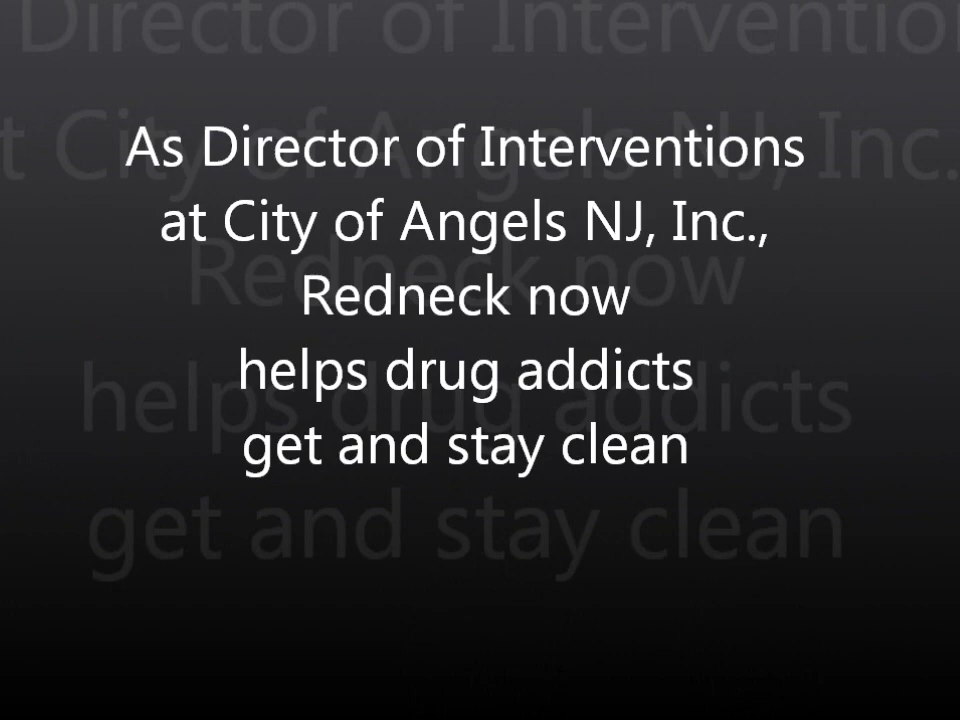 As Director of Interventions
at City of Angels NJ, Inc.,
Redneck now
helps drug addicts
get and stay clean